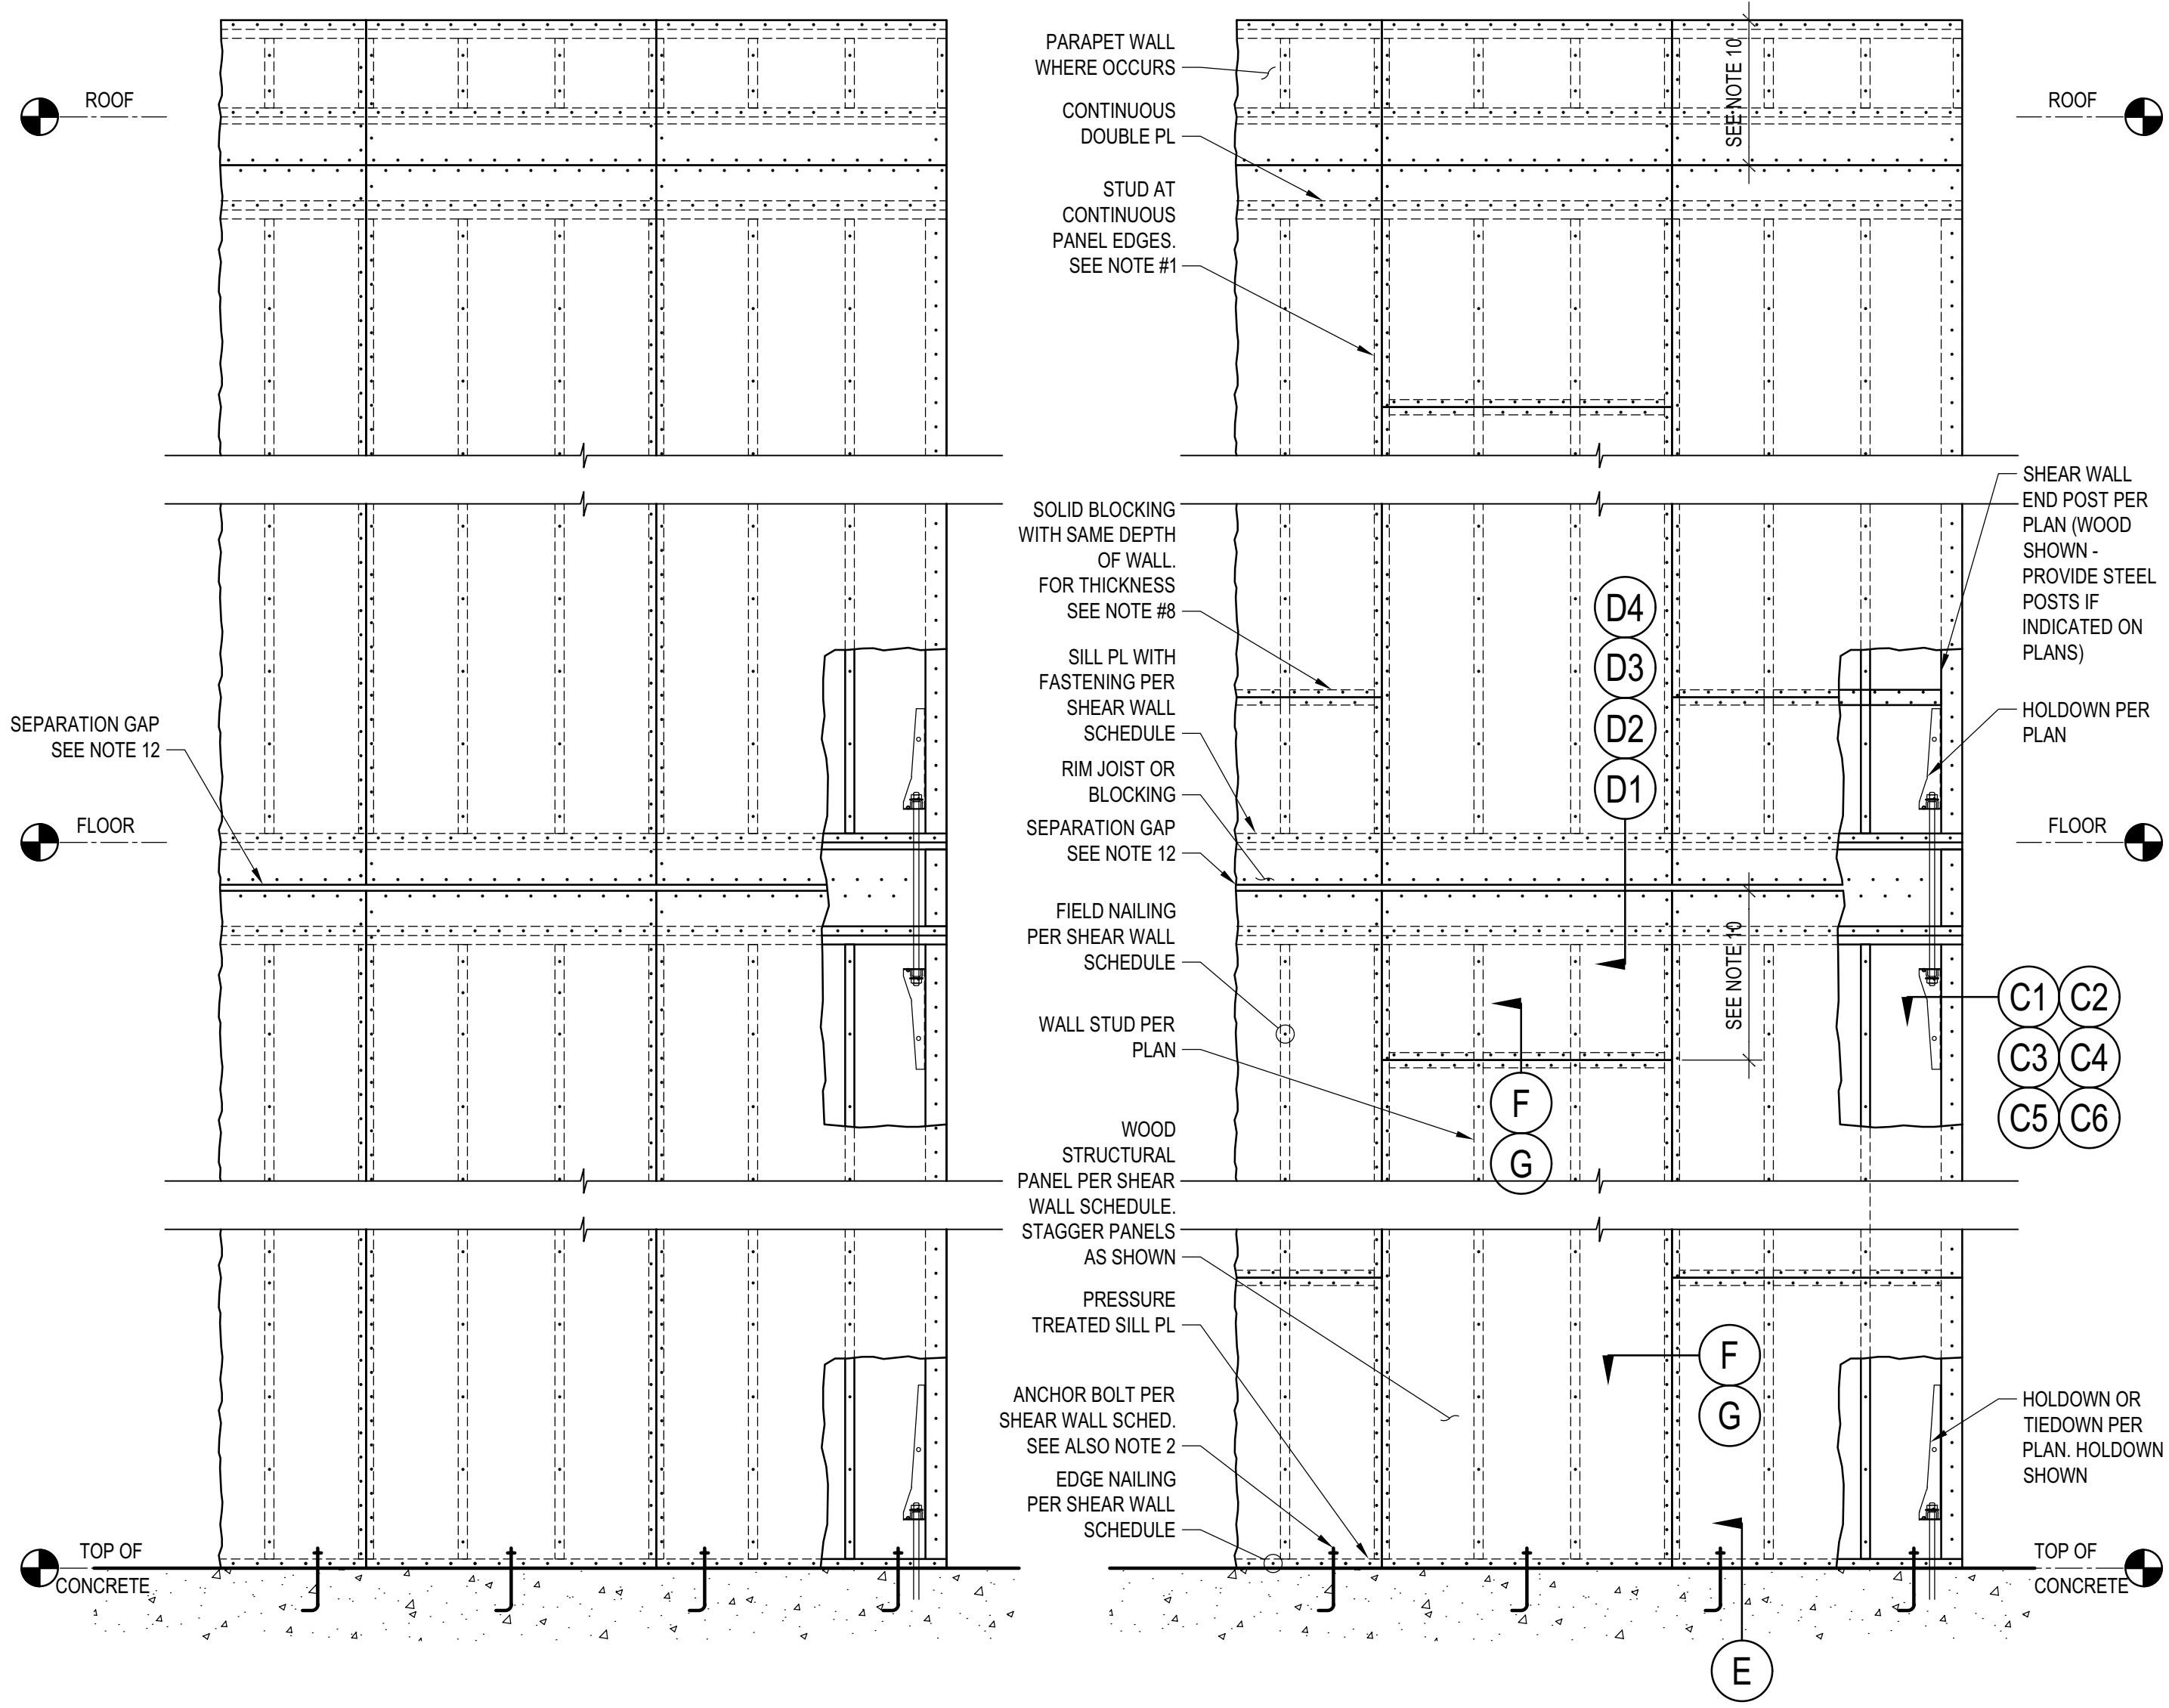 ROOF
SEPARATION GAP
SEE NOTE 12
FLOOR
TOP OF
CONCRETE
PARAPET WALL
WHERE OCCURS
CONTINUOUS
DOUBLE PL
STUD AT
CONTINUOUS
PANEL EDGES.
SEE NOTE #1
SOLID BLOCKING
WITH SAME DEPTH
OF WALL.
FOR THICKNESS
SEE NOTE #8
SILL PL WITH
FASTENING PER
SHEAR WALL
SCHEDULE
RIM JOIST OR
BLOCKING
SEPARATION GAP
SEE NOTE 12
FIELD NAILING
PER SHEAR WALL
SCHEDULE
WALL STUD PER
PLAN
WOOD
STRUCTURAL
PANEL PER SHEAR
WALL SCHEDULE.
STAGGER PANELS
AS SHOWN
PRESSURE
TREATED SILL PL
ANCHOR BOLT PER
SHEAR WALL SCHED.
SEE ALSO NOTE 2
EDGE NAILING
PER SHEAR WALL
SCHEDULE
SEE NOTE 10
D4
D3
D2
D1
SEE NOTE 10
F
G
F
G
E
ROOF
SHEAR WALL
END POST PER
PLAN (WOOD
SHOWN -
PROVIDE STEEL
POSTS IF
INDICATED ON
PLANS)
HOLDOWN PER
PLAN
FLOOR
C1 C2
C3 C4
C5 C6
HOLDOWN OR
TIEDOWN PER
PLAN. HOLDOWN
SHOWN
TOP OF
CONCRETE